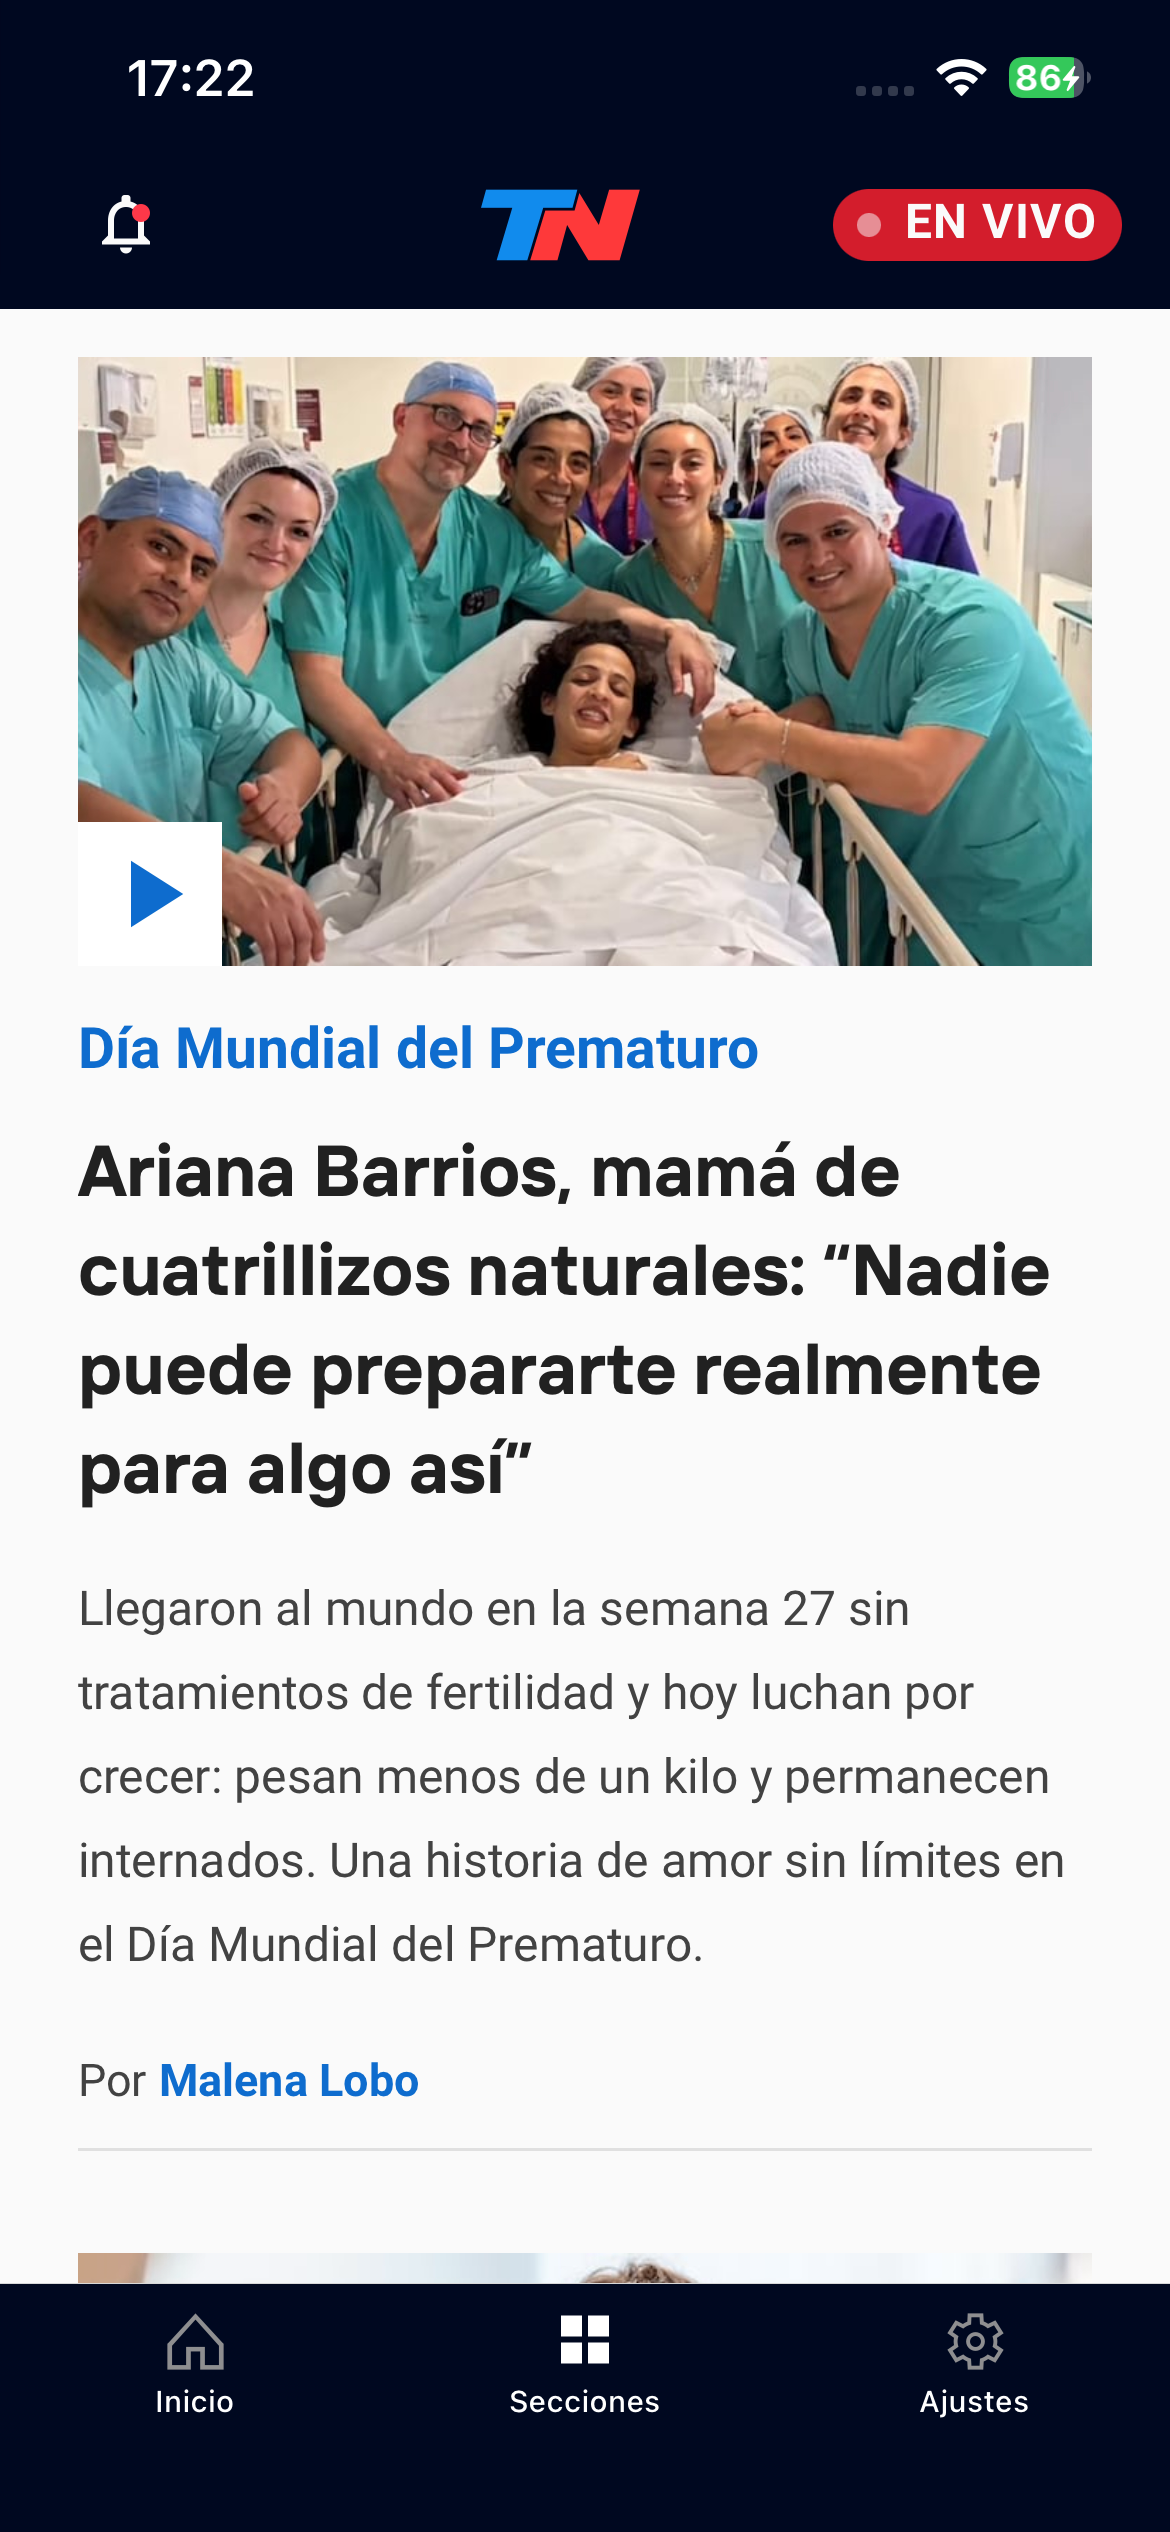 17:22
86
TN
EN VIVO
Día Mundial del Prematuro
Ariana Barrios, mamá de
cuatrillizos naturales: “Nadie
puede prepararte realmente
para algo así”
Llegaron al mundo en la semana 27 sin
tratamientos de fertilidad y hoy luchan por
crecer: pesan menos de un kilo y permanecen
internados. Una historia de amor sin límites en
el Día Mundial del Prematuro.
Por Malena Lobo
Inicio
Secciones
Ajustes